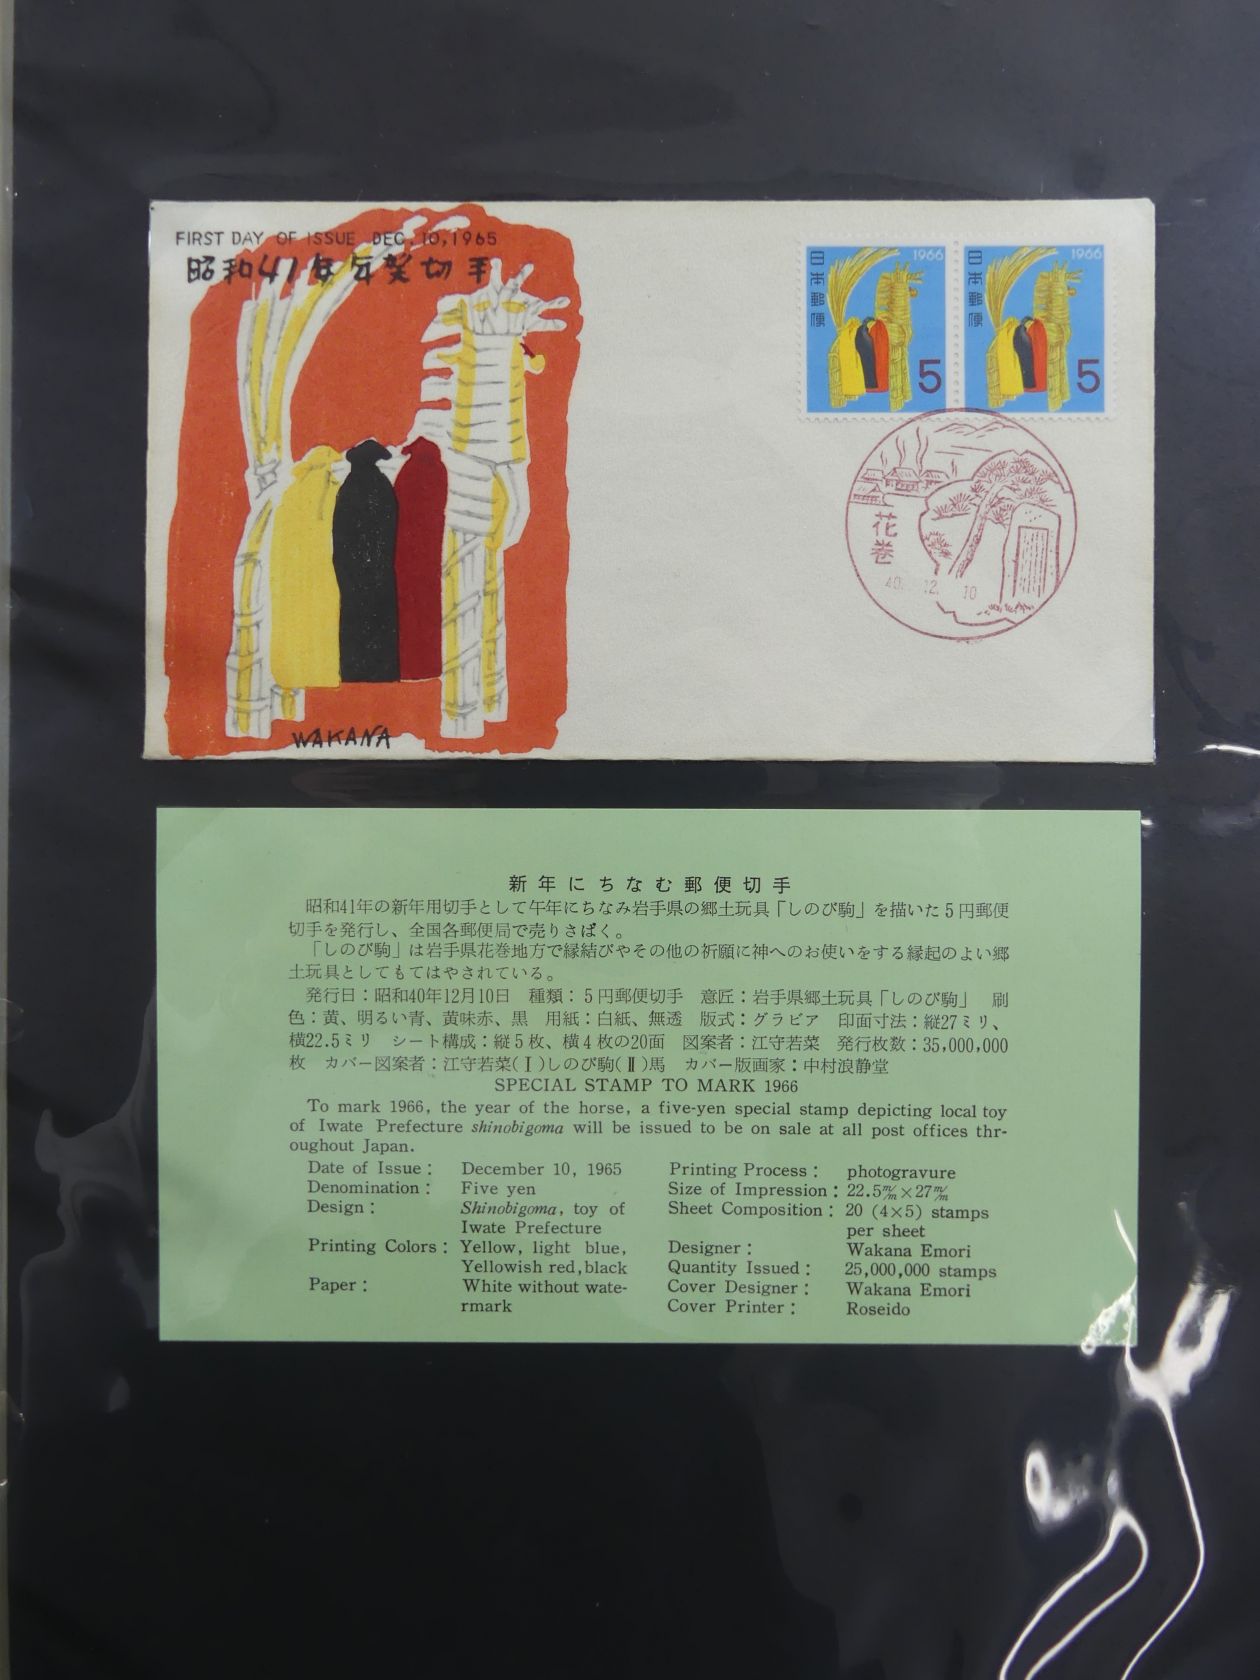 FIRST DAY OF ISSUE DEC. 10, 1965
昭和41年年賀切手
WAKANA
日本郵便
1966
5
日本郵便
1966
5
花巻
40. 12. 10
新年にちなむ郵便切手
昭和41年の新年用切手として午年にちなみ岩手県の郷土玩具「しのび駒」を描いた5円郵便
切手を発行し、全国各郵便局で売りさばく。
「しのび駒」は岩手県花巻地方で縁結びやその他の祈願に神へのお使いをする縁起のよい郷
土玩具としてもてはやされている。
発行日:昭和40年12月10日 種類:5円郵便切手 意匠:岩手県郷土玩具「しのび駒」 刷
色:黄、明るい青、黄味赤、黒 用紙:白紙、無透 版式:グラビア 印面寸法:縦27ミリ、
横22.5ミリ シート構成:縦5枚、横4枚の20面 図案者:江守若菜 発行枚数:35,000,000
枚 カバー図案者:江守若菜(Ⅰ)しのび駒(Ⅱ)馬 カバー版画家:中村浪静堂
SPECIAL STAMP TO MARK 1966
To mark 1966, the year of the horse, a five-yen special stamp depicting local toy
of Iwate Prefecture shinobigoma will be issued to be on sale at all post offices thr-
oughout Japan.
Date of Issue: December 10, 1965
Denomination: Five yen
Design: Shinobigoma, toy of
Iwate Prefecture
Printing Colors: Yellow, light blue,
Yellowish red, black
Paper: White without water-
mark
Printing Process: photogravure
Size of Impression: 22.5m/m×27m/m
Sheet Composition: 20 (4×5) stamps
per sheet
Designer: Wakana Emori
Quantity Issued: 25,000,000 stamps
Cover Designer: Wakana Emori
Cover Printer: Roseido